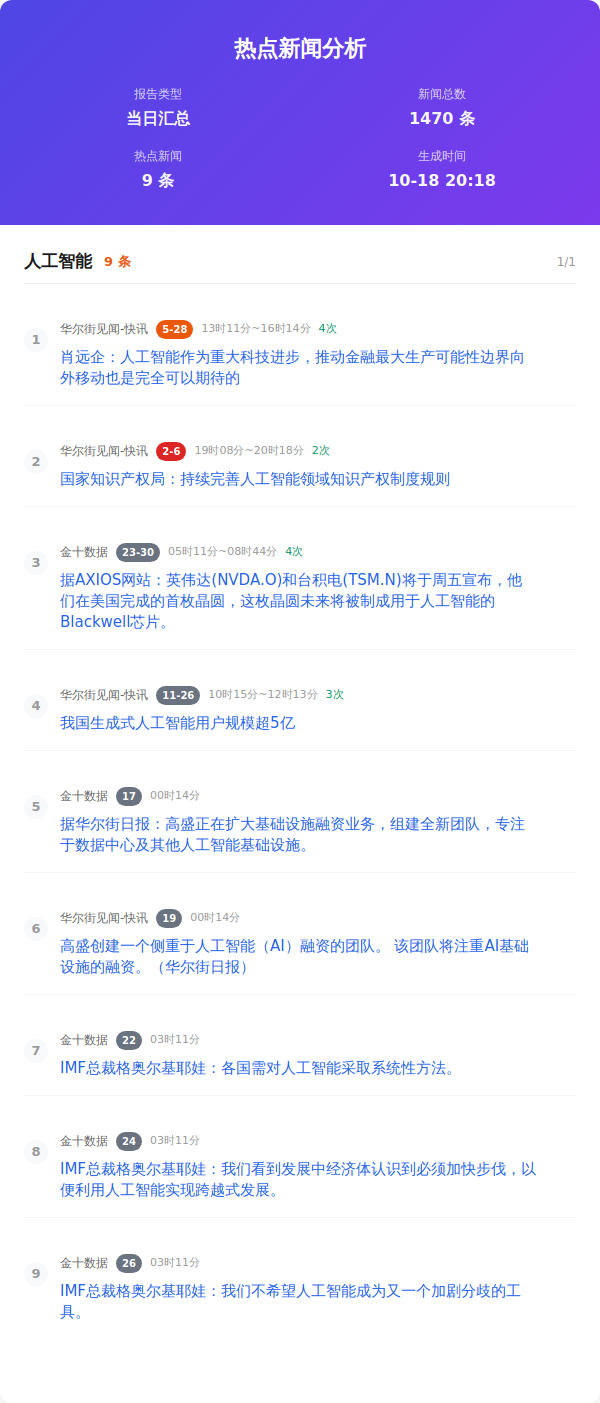 热点新闻分析
报告类型
新闻总数
当日汇总
1470 条
热点新闻
生成时间
9 条
10-18 20:18
人工智能 9 条 1/1
1
华尔街见闻-快讯 5-28 13时11分~16时14分 4次
肖远企：人工智能作为重大科技进步，推动金融最大生产可能性边界向
外移动也是完全可以期待的
2
华尔街见闻-快讯 2-6 19时08分~20时18分 2次
国家知识产权局：持续完善人工智能领域知识产权制度规则
3
金十数据 23-30 05时11分~08时44分 4次
据AXIOS网站：英伟达(NVDA.O)和台积电(TSM.N)将于周五宣布，他
们在美国完成的首枚晶圆，这枚晶圆未来将被制成用于人工智能的
Blackwell芯片。
4
华尔街见闻-快讯 11-26 10时15分~12时13分 3次
我国生成式人工智能用户规模超5亿
5
金十数据 17 00时14分
据华尔街日报：高盛正在扩大基础设施融资业务，组建全新团队，专注
于数据中心及其他人工智能基础设施。
6
华尔街见闻-快讯 19 00时14分
高盛创建一个侧重于人工智能（AI）融资的团队。 该团队将注重AI基础
设施的融资。（华尔街日报）
7
金十数据 22 03时11分
IMF总裁格奥尔基耶娃：各国需对人工智能采取系统性方法。
8
金十数据 24 03时11分
IMF总裁格奥尔基耶娃：我们看到发展中经济体认识到必须加快步伐，以
便利用人工智能实现跨越式发展。
9
金十数据 26 03时11分
IMF总裁格奥尔基耶娃：我们不希望人工智能成为又一个加剧分歧的工
具。